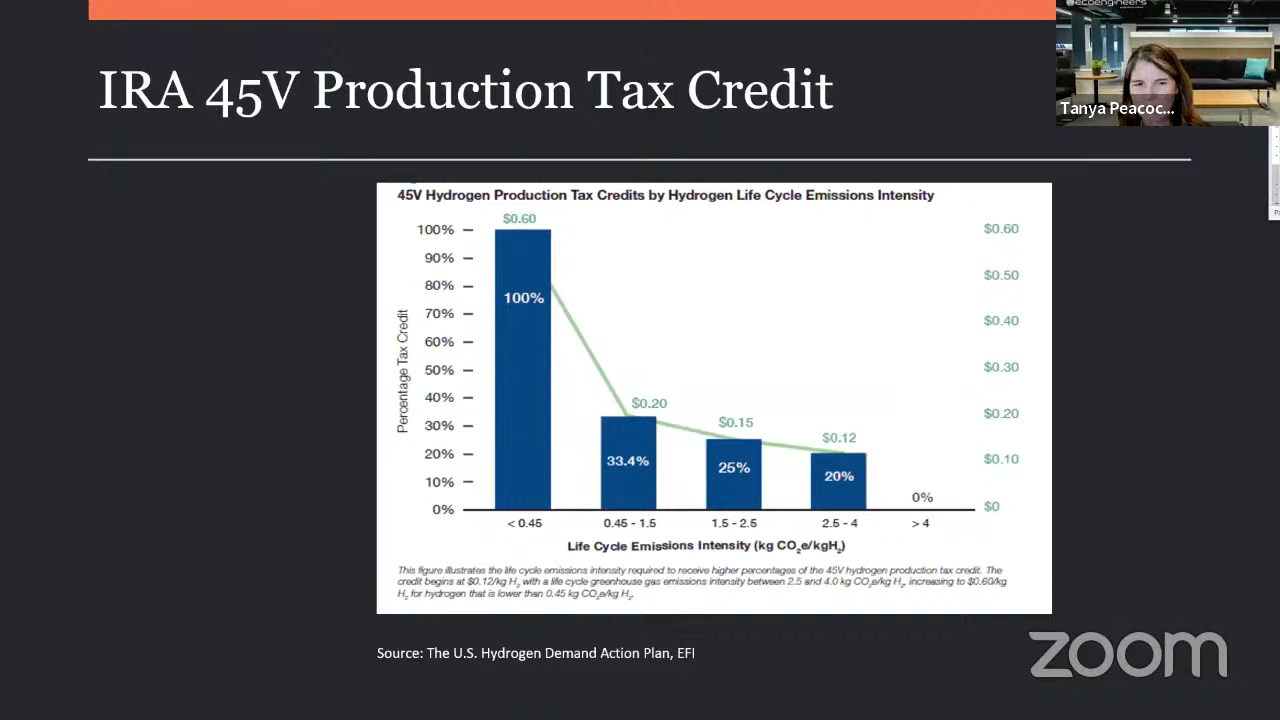 ecoengineers
IRA 45V Production Tax Credit
Tanya Peacoc...
45V Hydrogen Production Tax Credits by Hydrogen Life Cycle Emissions Intensity
Percentage Tax Credit
100%
90%
80%
70%
60%
50%
40%
30%
20%
10%
0%
$0.60
100%
$0.20
33.4%
$0.15
25%
$0.12
20%
0%
$0.60
$0.50
$0.40
$0.30
$0.20
$0.10
$0
< 0.45
0.45 - 1.5
1.5 - 2.5
2.5 - 4
> 4
Life Cycle Emissions Intensity (kg CO₂e/kgH₂)
This figure illustrates the life cycle emissions intensity required to receive higher percentages of the 45V hydrogen production tax credit. The
credit begins at $0.12/kg H₂ with a life cycle greenhouse gas emissions intensity between 2.5 and 4.0 kg CO₂e/kg H₂, increasing to $0.60/kg
H₂ for hydrogen that is lower than 0.45 kg CO₂e/kg H₂.
Source: The U.S. Hydrogen Demand Action Plan, EFI
zoom